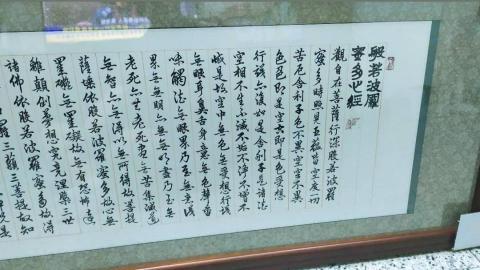 般若波羅
蜜多心經
觀自在菩薩行深般若波羅
蜜多時照見五蘊皆空度一切
苦厄舍利子色不異空空不異
色色即是空空即是色受想
行識亦復如是舍利子是諸法
空相不生不滅不垢不淨不增不
減是故空中無色無受想行識
無眼耳鼻舌身意無色聲香
味觸法無眼界乃至無意識
界無無明亦無無明盡乃至無
老死亦無老死盡無苦集滅道
無智亦無得以無所得故菩提
薩埵依般若波羅蜜多故心無
罣礙無罣礙故無有恐怖遠
離顛倒夢想究竟涅槃三世
諸佛依般若波羅蜜多故得
三藐三菩提故知